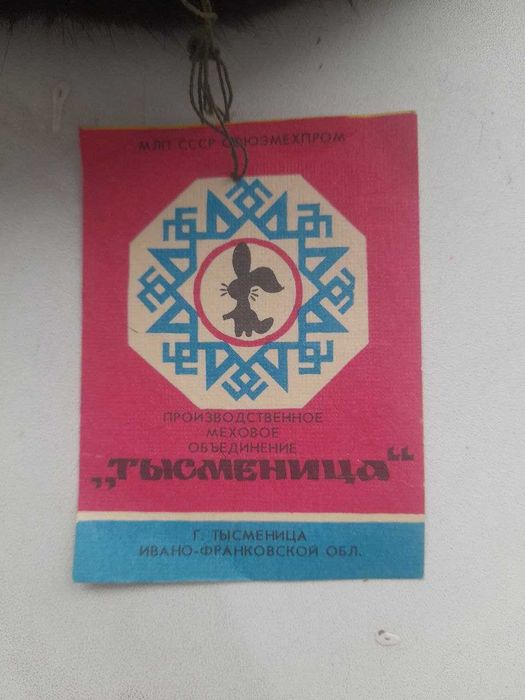 МЛП СССР СОЮЗМЕХПРОМ
ПРОИЗВОДСТВЕННОЕ
МЕХОВОЕ
ОБЪЕДИНЕНИЕ
„ТЫСМЕНИЦА“
Г. ТЫСМЕНИЦА
ИВАНО-ФРАНКОВСКОЙ ОБЛ.